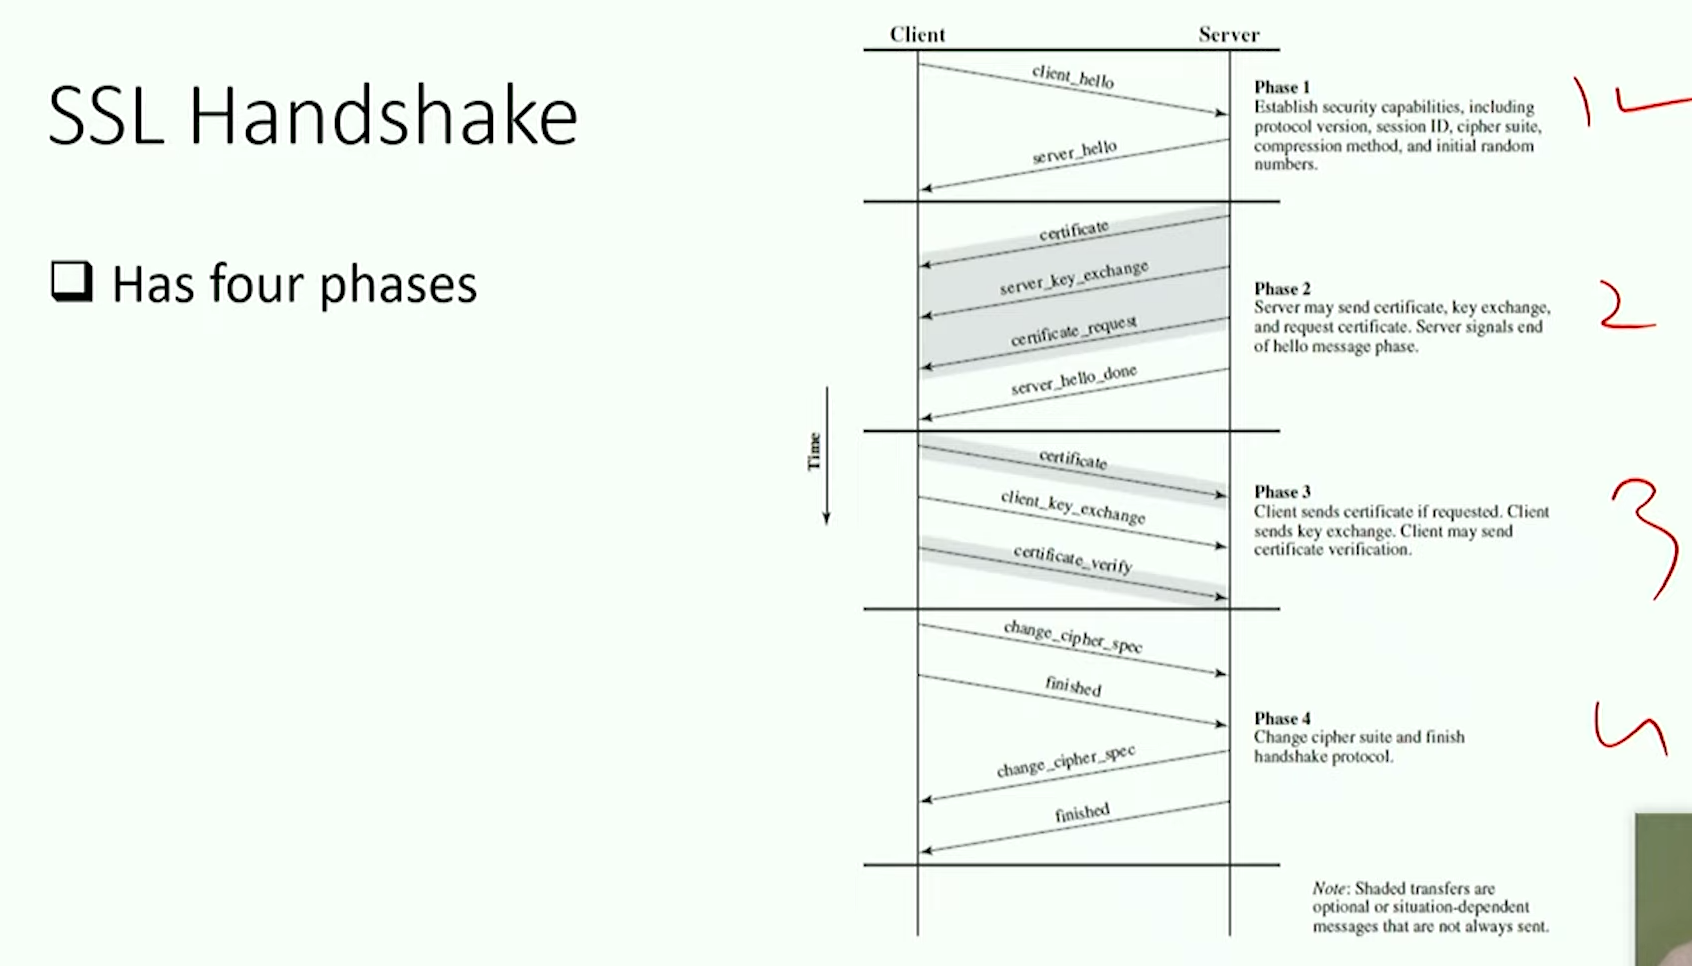 SSL Handshake
❑ Has four phases
Client
Server
client_hello
server_hello
Phase 1
Establish security capabilities, including
protocol version, session ID, cipher suite,
compression method, and initial random
numbers.
1
certificate
server_key_exchange
certificate_request
server_hello_done
Phase 2
Server may send certificate, key exchange,
and request certificate. Server signals end
of hello message phase.
2
Time
certificate
client_key_exchange
certificate_verify
Phase 3
Client sends certificate if requested. Client
sends key exchange. Client may send
certificate verification.
3
change_cipher_spec
finished
change_cipher_spec
finished
Phase 4
Change cipher suite and finish
handshake protocol.
4
Note: Shaded transfers are
optional or situation-dependent
messages that are not always sent.